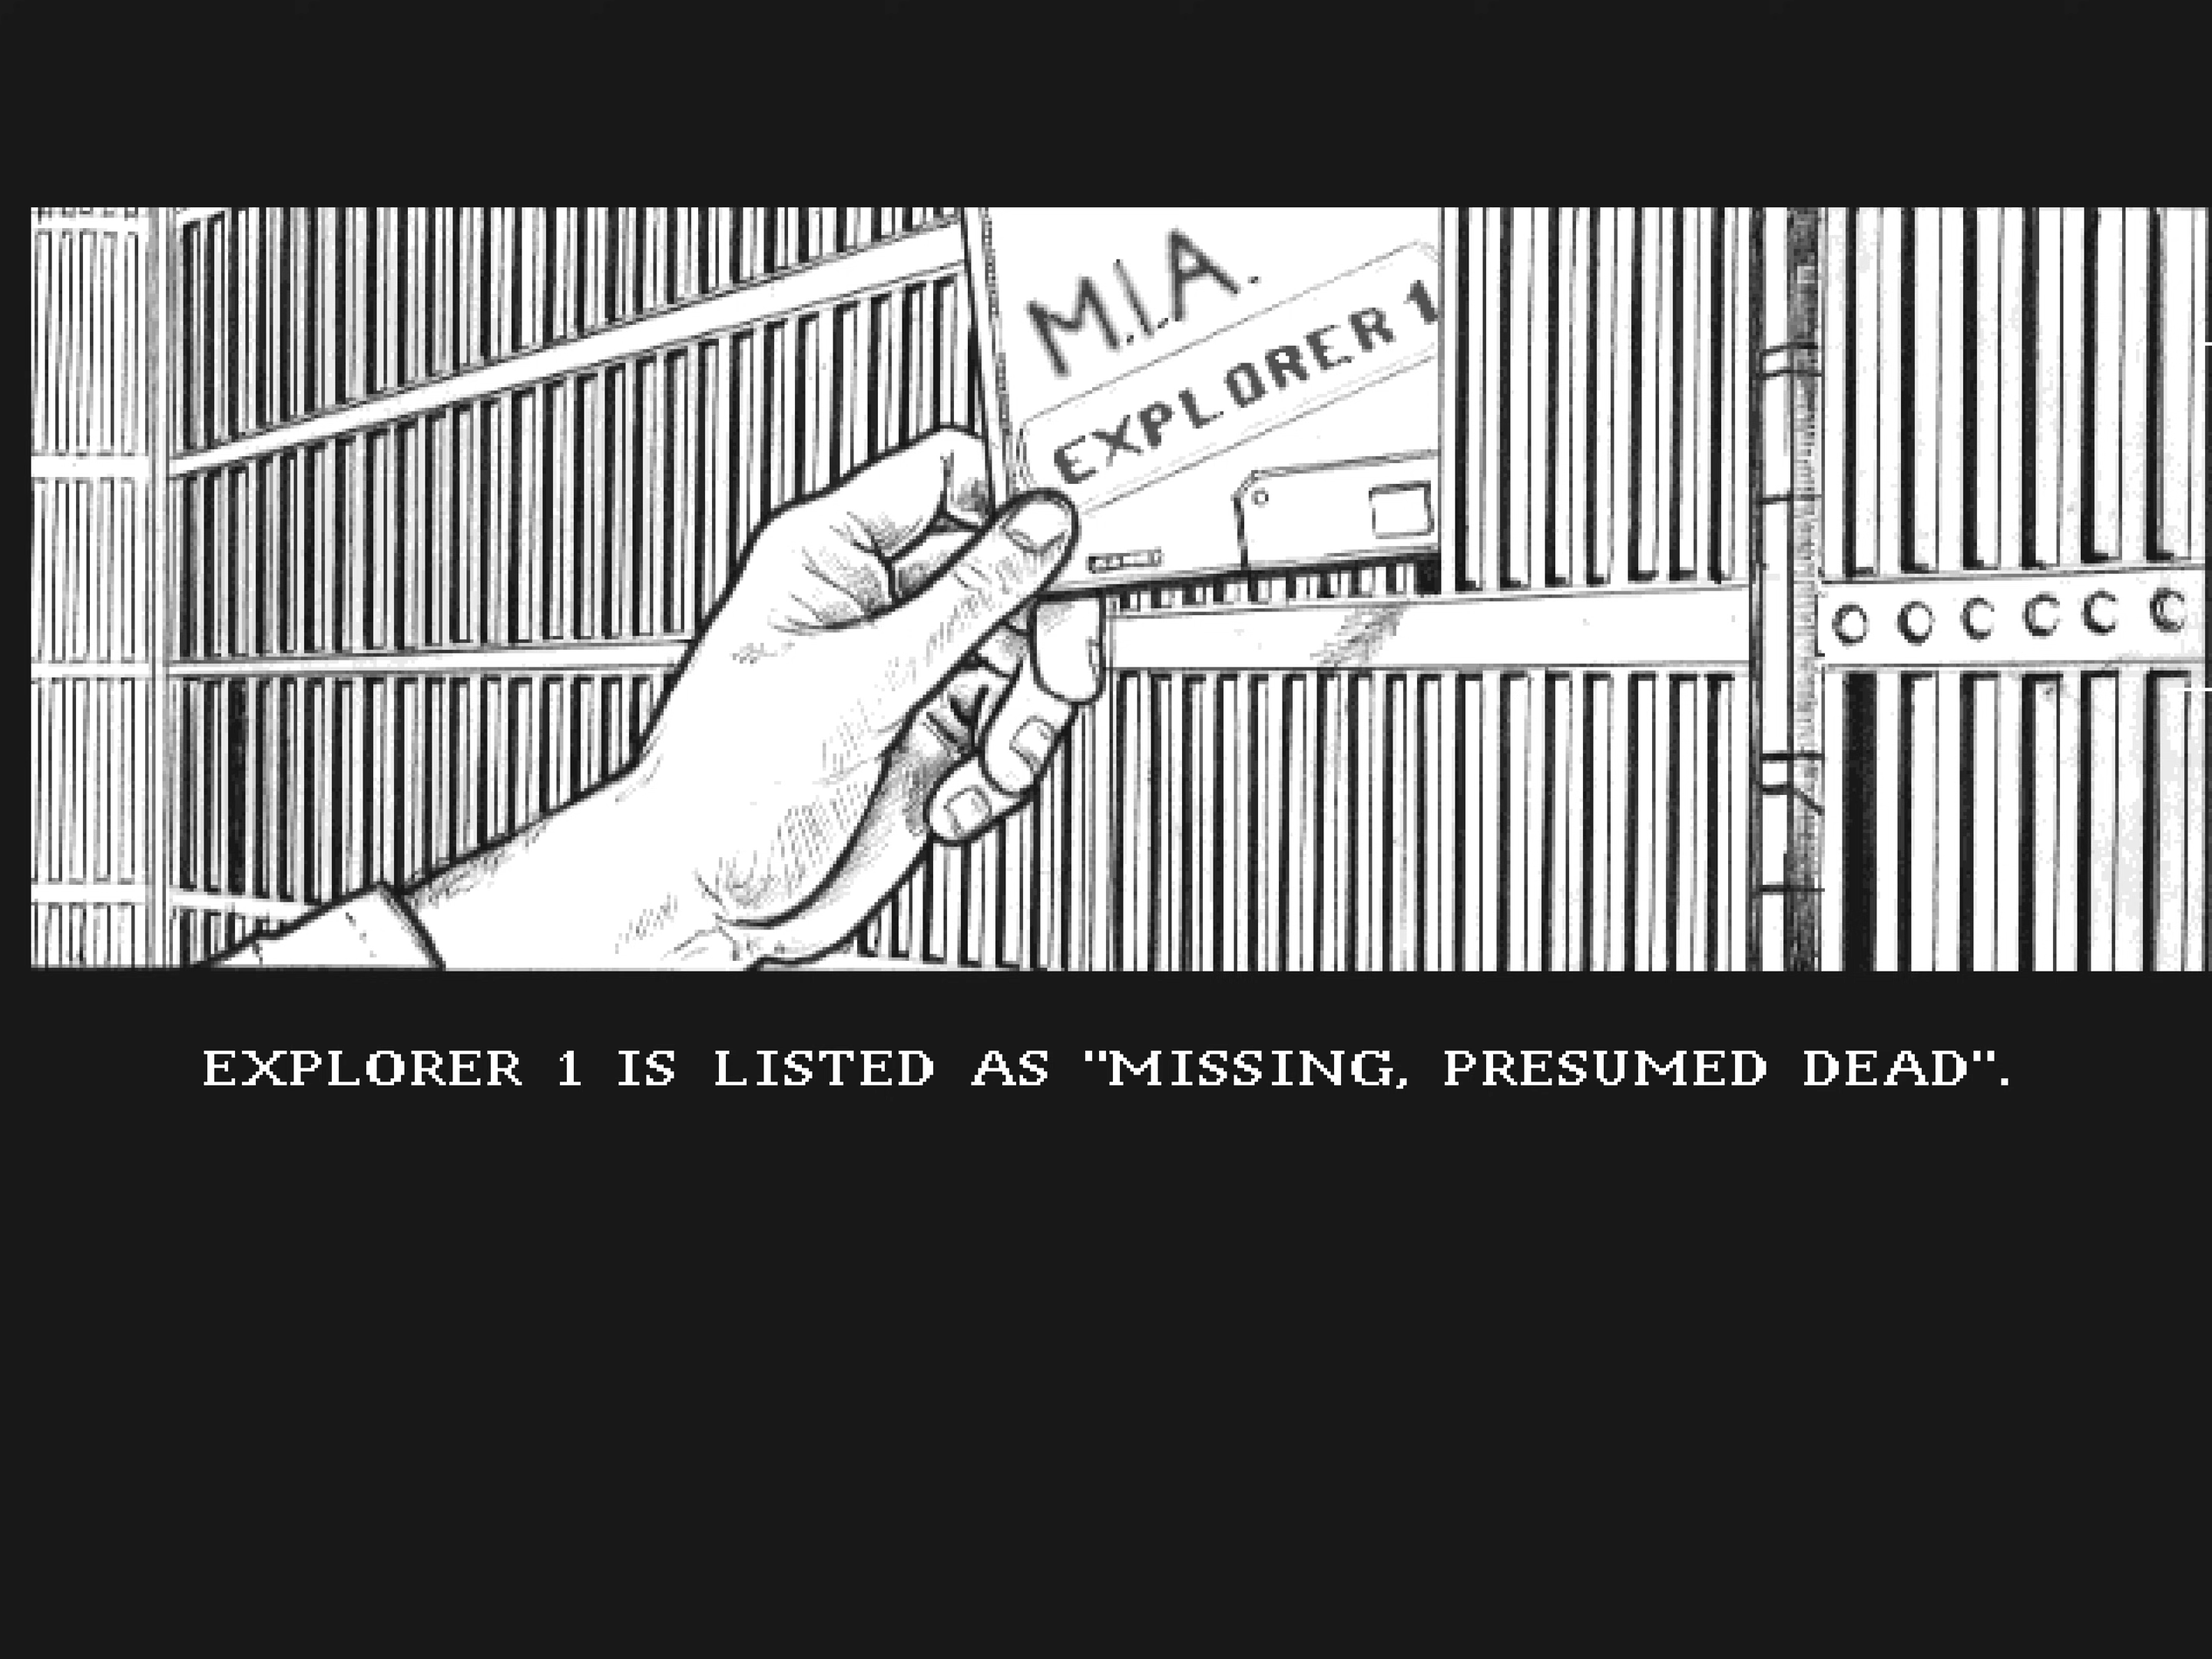 M.I.A.
EXPLORER 1
EXPLORER 1 IS LISTED AS "MISSING, PRESUMED DEAD".